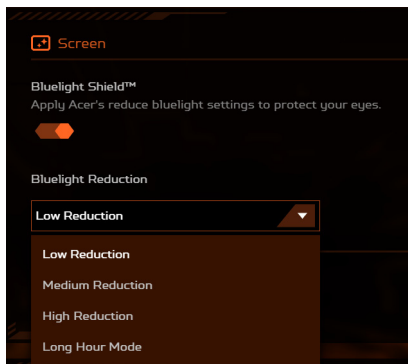 Screen
Bluelight Shield™
Apply Acer's reduce bluelight settings to protect your eyes.
Bluelight Reduction
Low Reduction
Low Reduction
Medium Reduction
High Reduction
Long Hour Mode